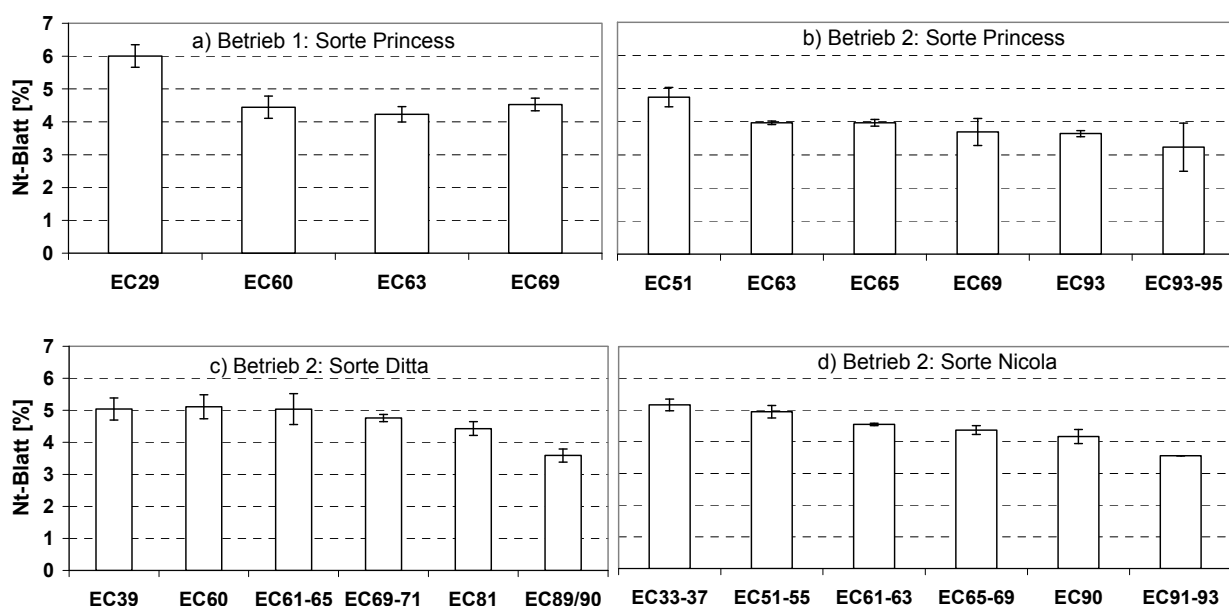 a) Betrieb 1: Sorte Princess
Nt-Blatt [%]
7
6
5
4
3
2
1
0
EC29 EC60 EC63 EC69
b) Betrieb 2: Sorte Princess
EC51 EC63 EC65 EC69 EC93 EC93-95
c) Betrieb 2: Sorte Ditta
Nt-Blatt [%]
7
6
5
4
3
2
1
0
EC39 EC60 EC61-65 EC69-71 EC81 EC89/90
d) Betrieb 2: Sorte Nicola
EC33-37 EC51-55 EC61-63 EC65-69 EC90 EC91-93